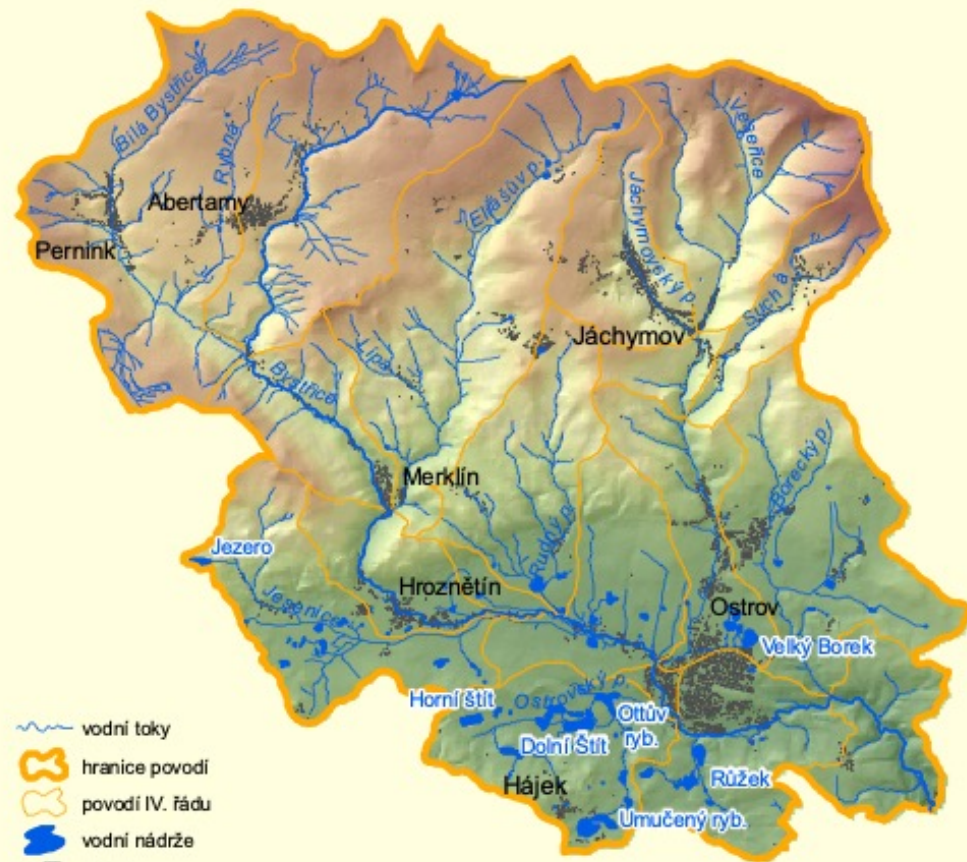 Bílá Bystřice
Rybná
Veseřice
Abertamy
Eliášův p.
Jáchymovský p.
Pernink
Suchá
Jáchymov
Lípa
Bystřice
Borecký p.
Merklín
Jezero
Rudný p.
Hroznětín
Jesenice
Ostrov
Velký Borek
Horní štít
Ostrovský p.
Ottův
ryb.
Dolní Štít
Hájek
Růžek
Umučený ryb.
vodní toky
hranice povodí
povodí IV. řádu
vodní nádrže